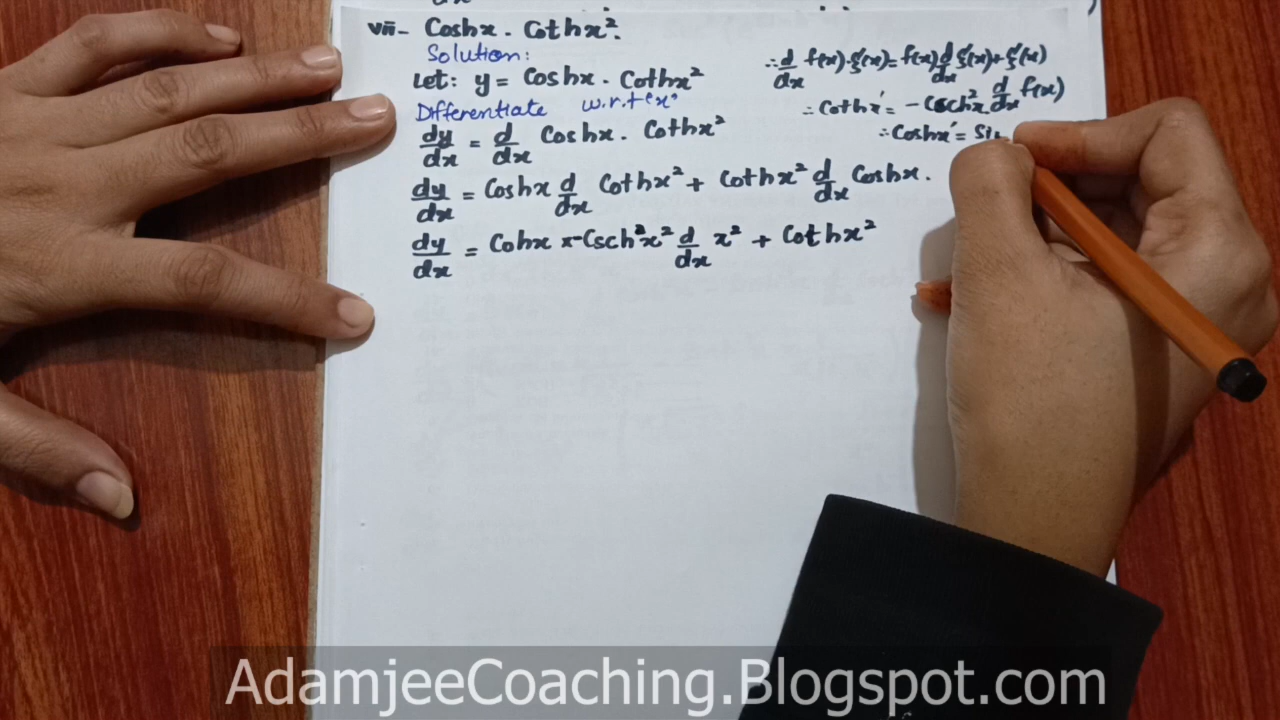 vii- Coshx . Cothx².
Solution:
Let: y = Coshx . Cothx²
Differentiate w.r.t "x"
dy/dx = d/dx Coshx . Cothx²
dy/dx = Coshx d/dx Cothx² + Cothx² d/dx Coshx.
dy/dx = Cohx x -Csch²x² d/dx x² + Cothx²
∴ d/dx f(x).g(x) = f(x) d/dx g(x) + g(x)
d/dx f(x)
∴ Cothx' = -Csch²x
∴ Coshx' = Sin
AdamjeeCoaching.Blogspot.com